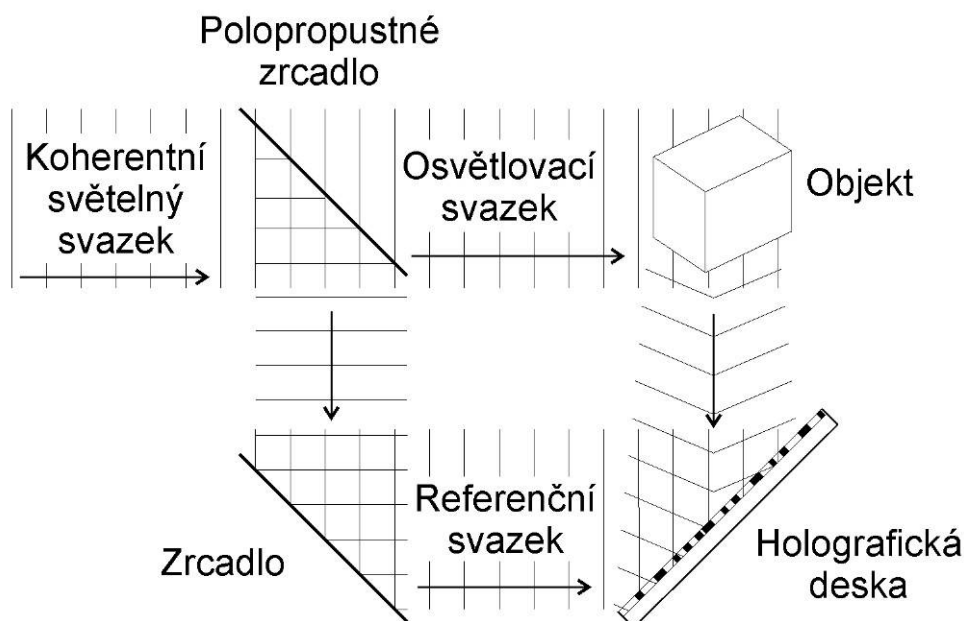 Polopropustné
zrcadlo
Koherentní
světelný
svazek
Osvětlovací
svazek
Objekt
Zrcadlo
Referenční
svazek
Holografická
deska